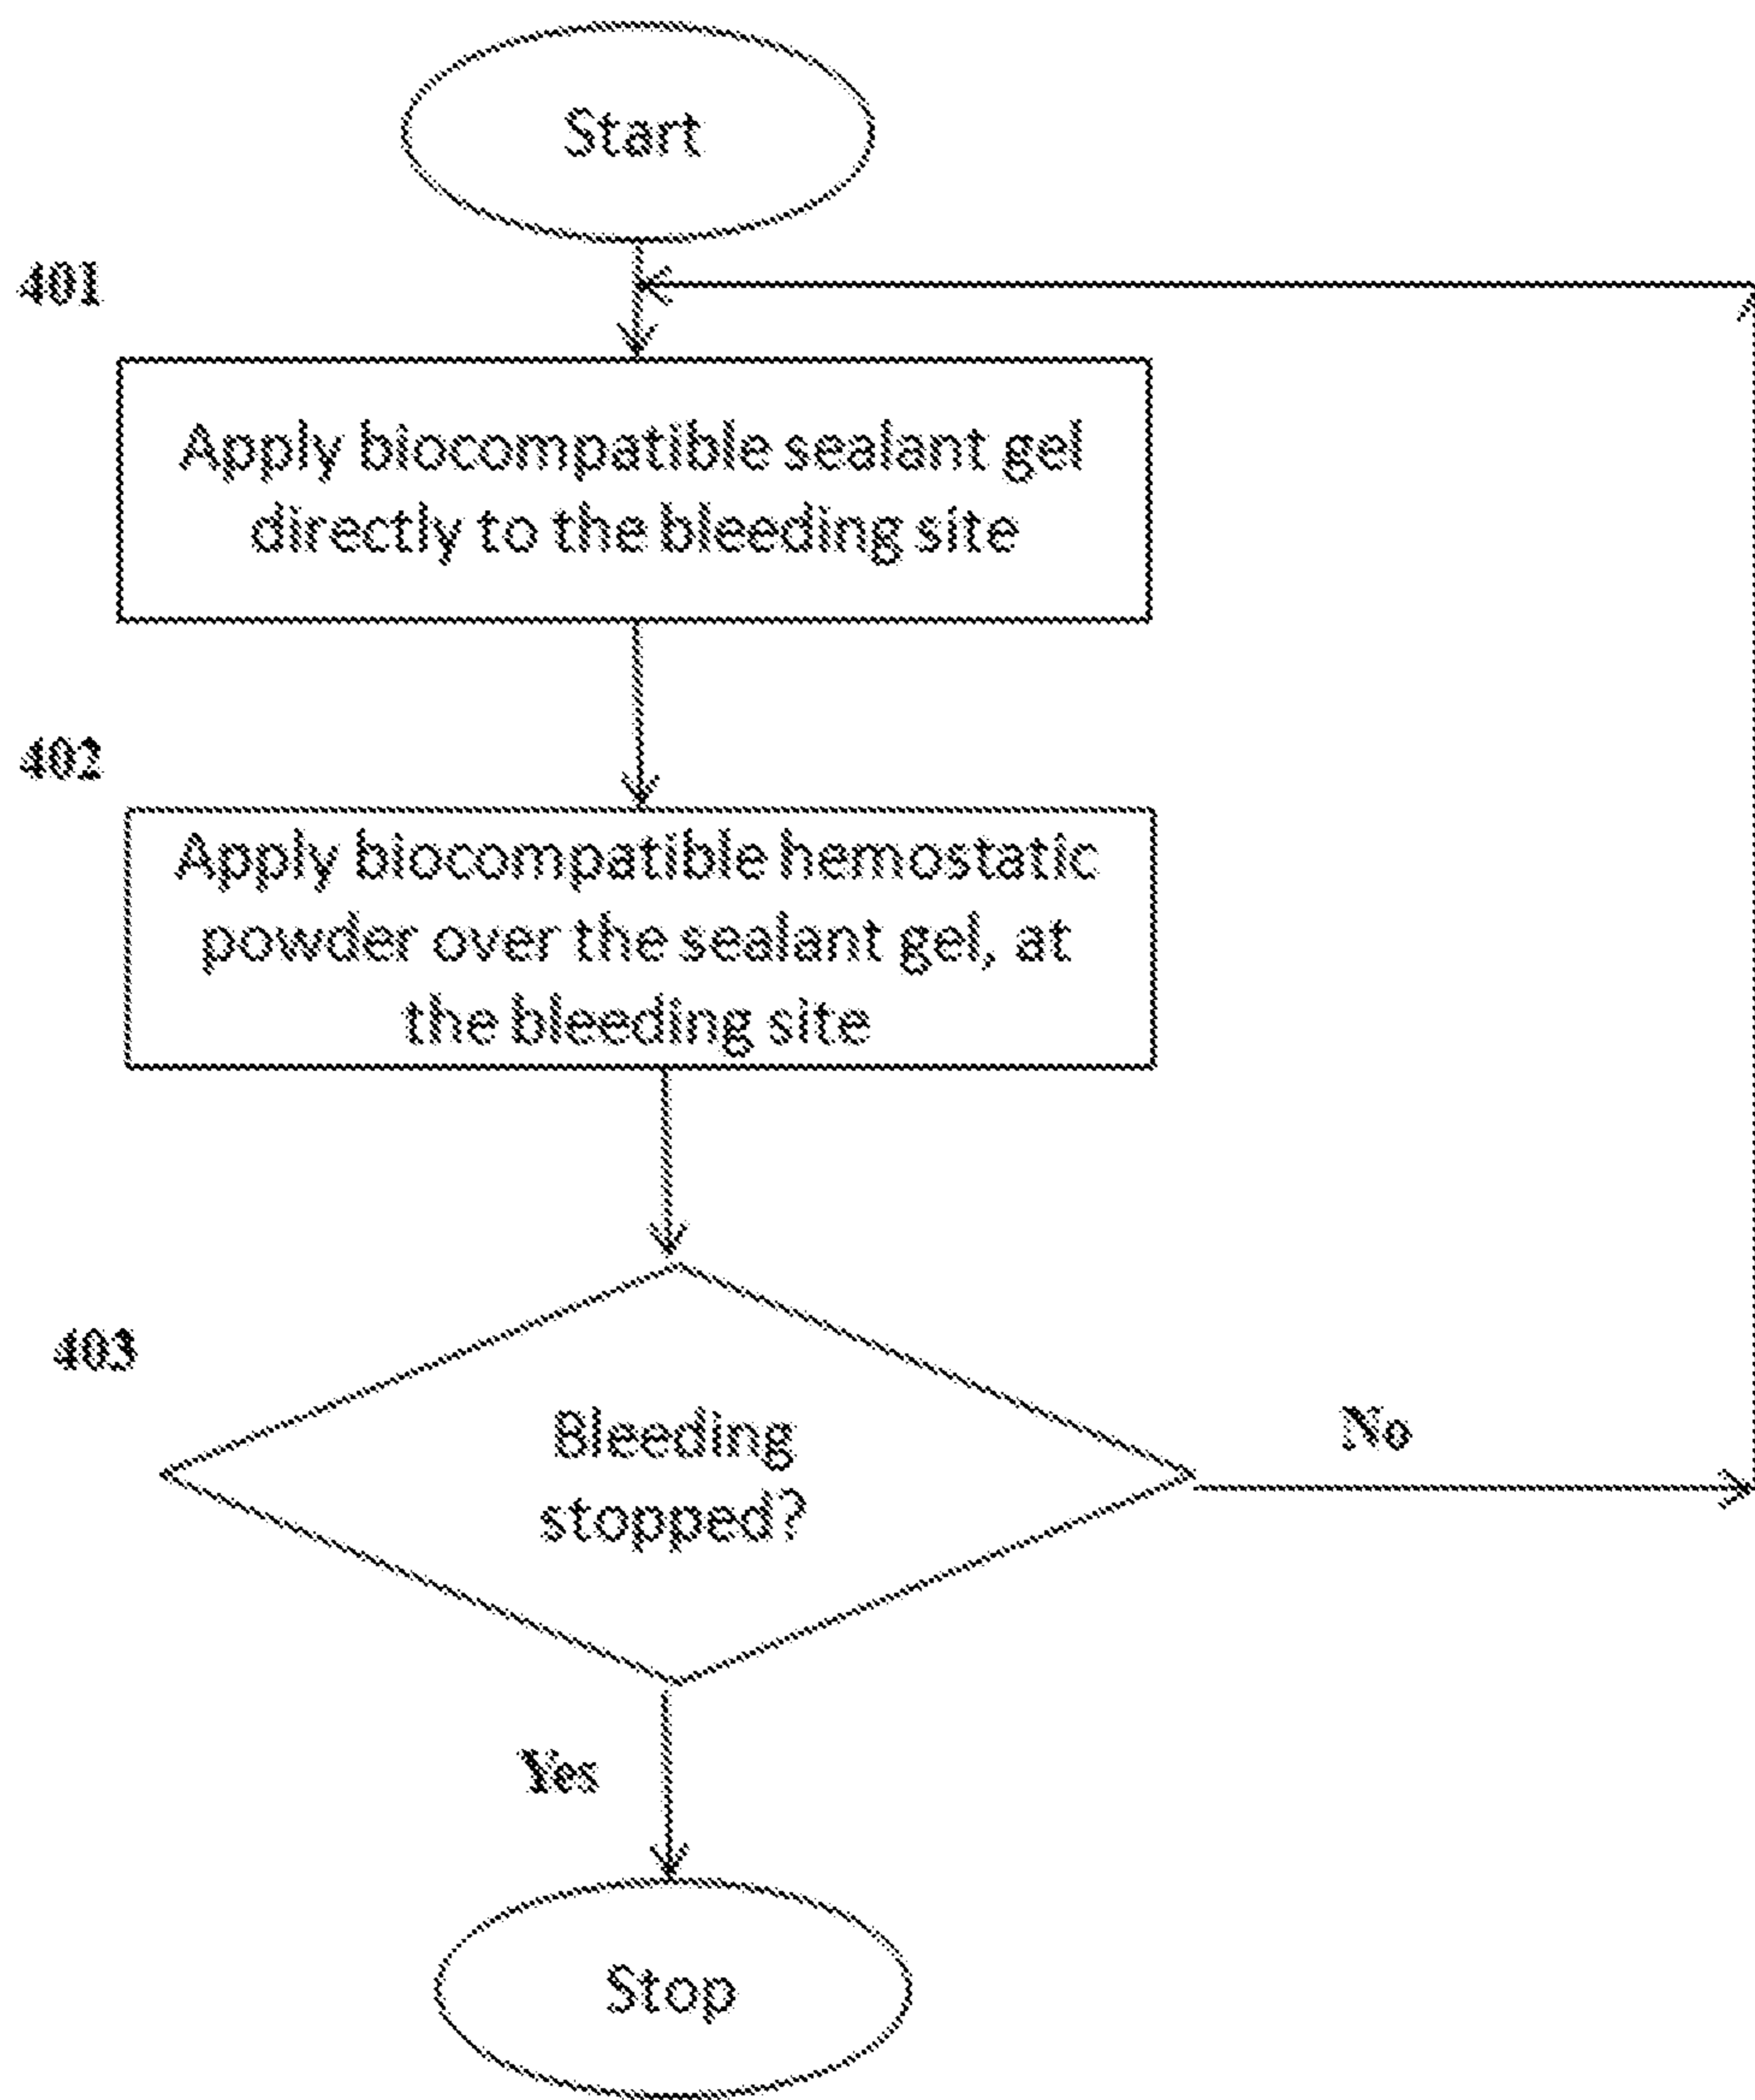 Start
401
Apply biocompatible sealant gel
directly to the bleeding site
402
Apply biocompatible hemostatic
powder over the sealant gel, at
the bleeding site
403
Bleeding
stopped?
No
Yes
Stop